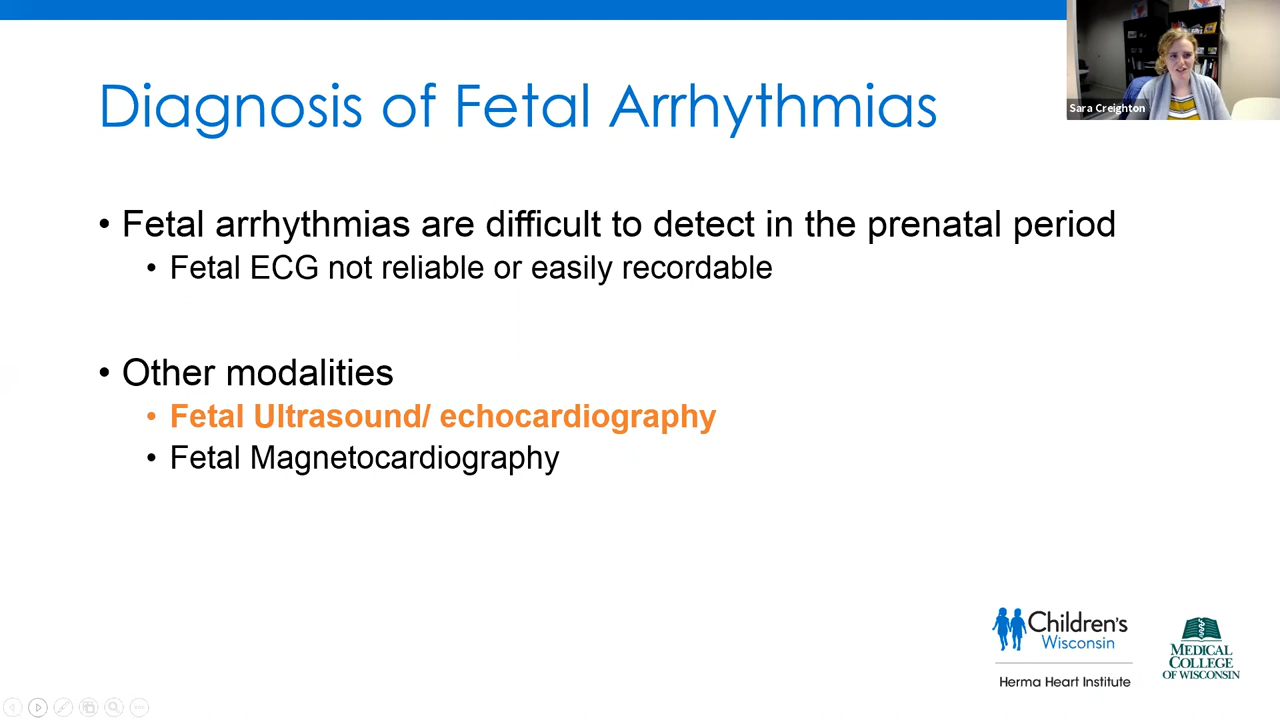 Sara Creighton
Diagnosis of Fetal Arrhythmias
• Fetal arrhythmias are difficult to detect in the prenatal period
• Fetal ECG not reliable or easily recordable
• Other modalities
• Fetal Ultrasound/ echocardiography
• Fetal Magnetocardiography
Children's
Wisconsin
Herma Heart Institute
MEDICAL
COLLEGE
OF WISCONSIN